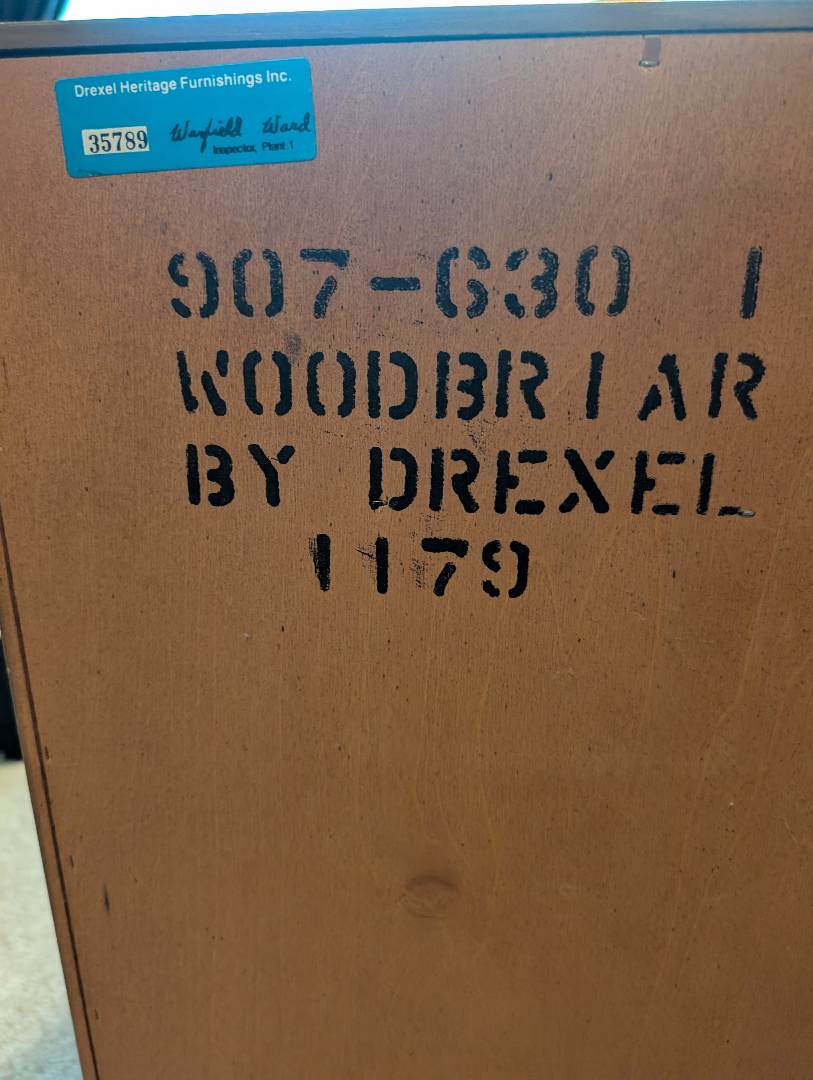 Drexel Heritage Furnishings Inc.
35789 Warfield Ward
Inspector, Plant 1
907-630 1
WOODBRIAR
BY DREXEL
1179